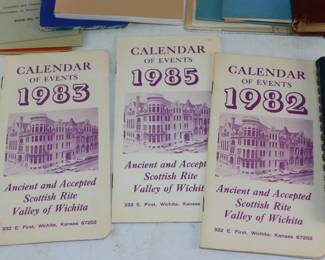 CALENDAR
OF EVENTS
1983
Ancient and Accepted
Scottish Rite
Valley of Wichita
332 E. First, Wichita, Kansas 67202
CALENDAR
OF EVENTS
1985
Ancient and Accepted
Scottish Rite
Valley of Wichita
332 E. First, Wichita, Kansas 67202
CALENDAR
OF EVENTS
1982
Ancient and Accepted
Scottish Rite
Valley of Wichita
332 E. First, Wichita, Kansas 67202